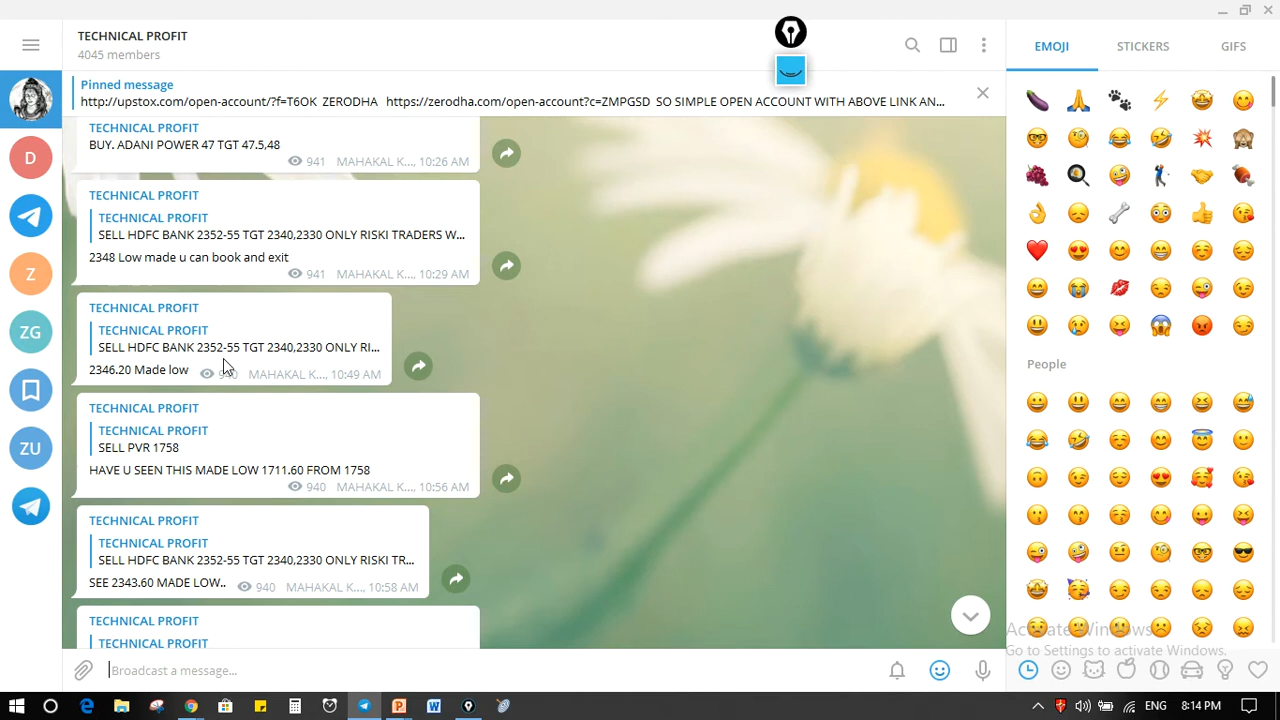 TECHNICAL PROFIT
4045 members
Pinned message
http://upstox.com/open-account/?f=T6OK ZERODHA https://zerodha.com/open-account?c=ZMPGSD SO SIMPLE OPEN ACCOUNT WITH ABOVE LINK AN...
TECHNICAL PROFIT
BUY. ADANI POWER 47 TGT 47.5,48
941 MAHAKAL K..., 10:26 AM
TECHNICAL PROFIT
TECHNICAL PROFIT
SELL HDFC BANK 2352-55 TGT 2340,2330 ONLY RISKI TRADERS W...
2348 Low made u can book and exit
941 MAHAKAL K..., 10:29 AM
TECHNICAL PROFIT
TECHNICAL PROFIT
SELL HDFC BANK 2352-55 TGT 2340,2330 ONLY RI...
2346.20 Made low
MAHAKAL K..., 10:49 AM
TECHNICAL PROFIT
TECHNICAL PROFIT
SELL PVR 1758
HAVE U SEEN THIS MADE LOW 1711.60 FROM 1758
940 MAHAKAL K..., 10:56 AM
TECHNICAL PROFIT
TECHNICAL PROFIT
SELL HDFC BANK 2352-55 TGT 2340,2330 ONLY RISKI TR...
SEE 2343.60 MADE LOW..
940 MAHAKAL K..., 10:58 AM
TECHNICAL PROFIT
TECHNICAL PROFIT
Broadcast a message...
D
Z
ZG
ZU
EMOJI
STICKERS
GIFS
People
Activate Windows
Go to Settings to activate Windows.
ENG
8:14 PM